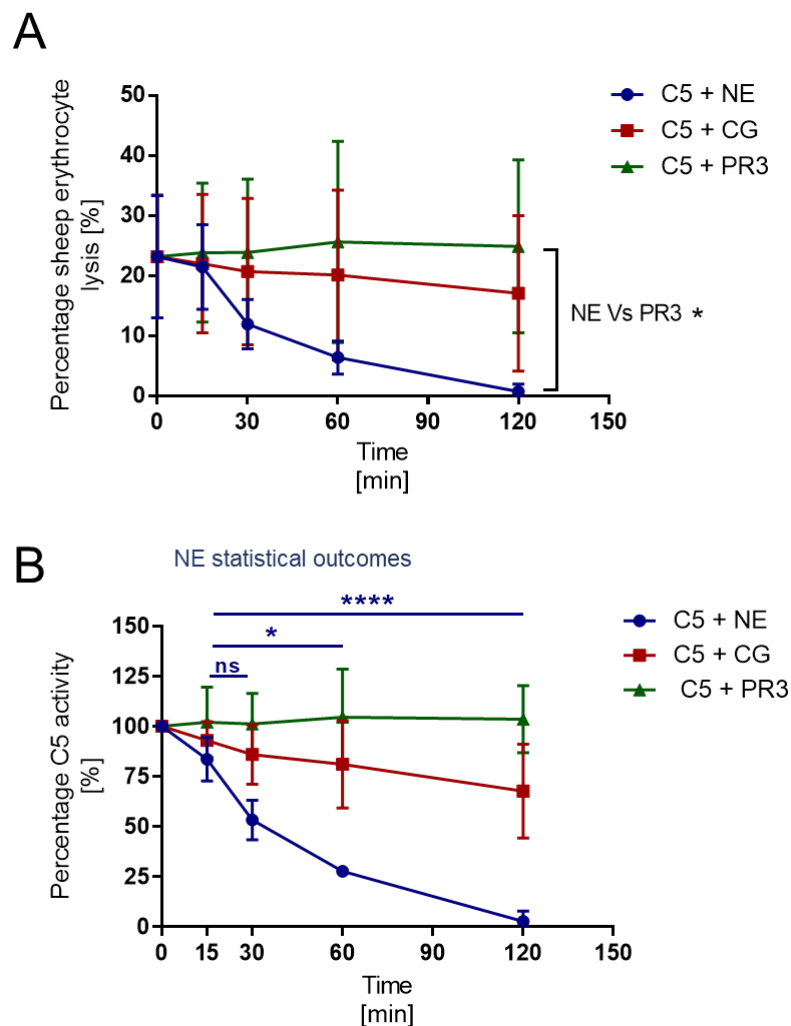 A
Percentage sheep erythrocyte
lysis [%]
50
40
30
20
10
0
0 30 60 90 120 150
Time
[min]
C5 + NE
C5 + CG
C5 + PR3
NE Vs PR3 *
B
NE statistical outcomes
****
*
ns
Percentage C5 activity
[%]
150
125
100
75
50
25
0
0 15 30 60 90 120 150
Time
[min]
C5 + NE
C5 + CG
C5 + PR3